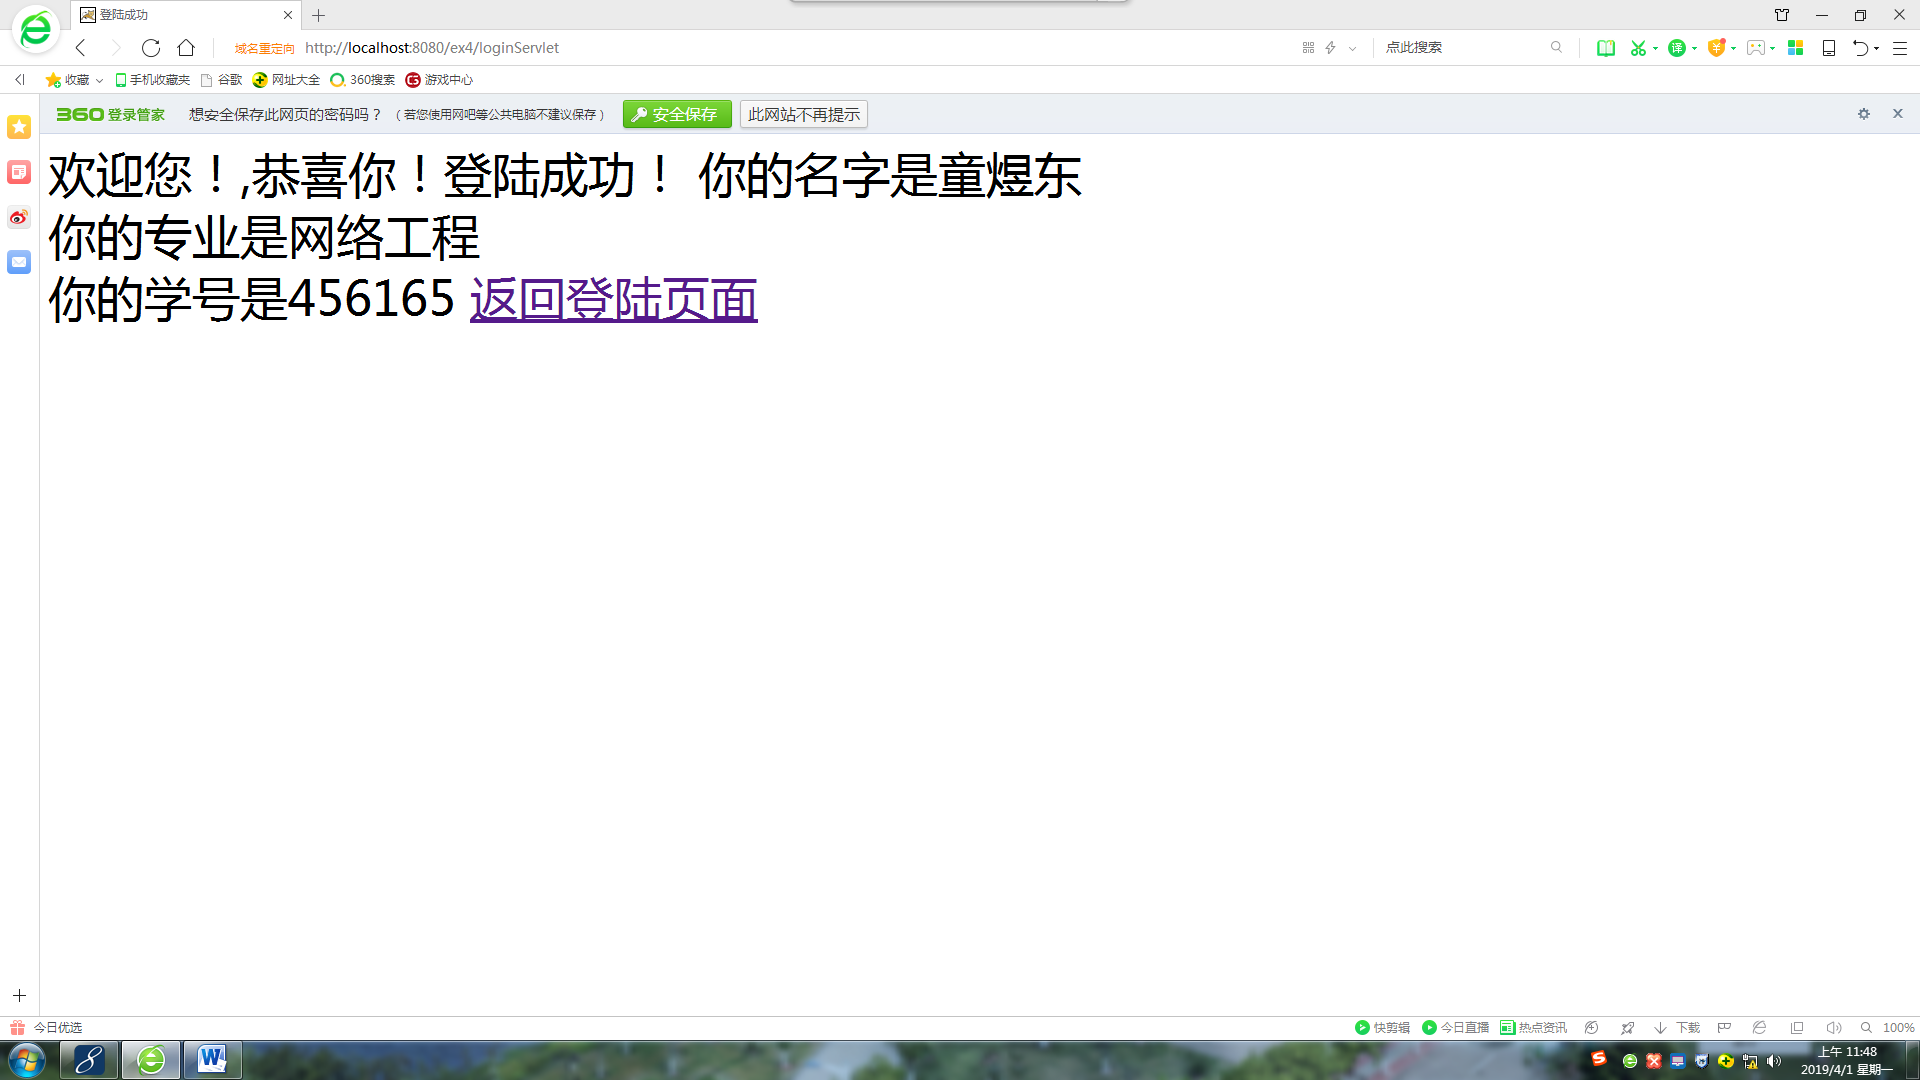 登陆成功
域名重定向 http://localhost:8080/ex4/loginServlet
点此搜索
译
收藏 手机收藏夹 谷歌 网址大全 360搜索 游戏中心
360 登录管家 想安全保存此网页的密码吗？ （若您使用网吧等公共电脑不建议保存） 安全保存 此网站不再提示
欢迎您！,恭喜你！登陆成功！ 你的名字是童煜东
你的专业是网络工程
你的学号是456165 返回登陆页面
今日优选
快剪辑 今日直播 热点资讯 下载 100%
上午 11:48
2019/4/1 星期一